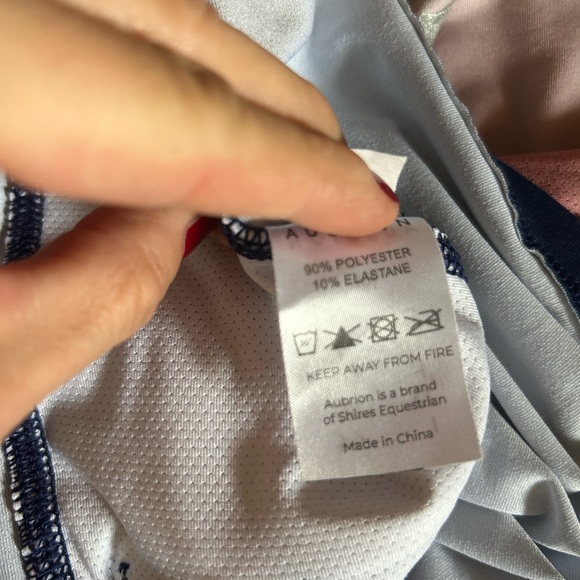 90% POLYESTER
10% ELASTANE
KEEP AWAY FROM FIRE
Aubrion is a brand
of Shires Equestrian
Made in China